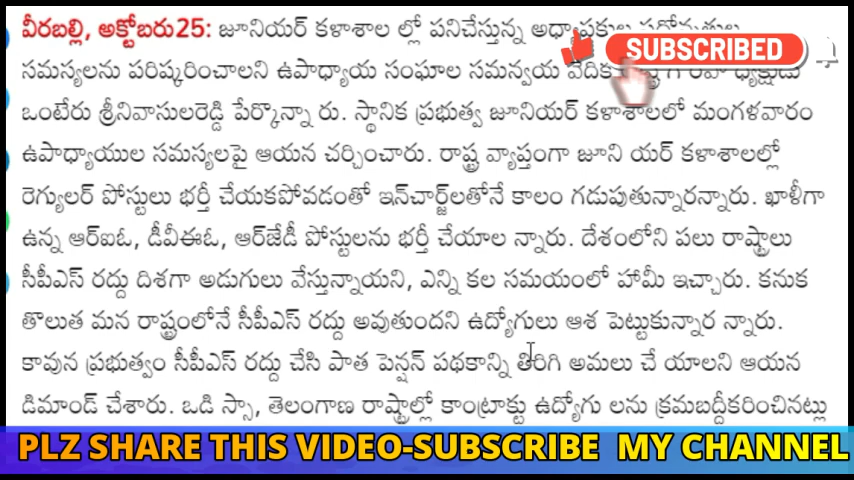 వీరబల్లి, అక్టోబరు25: జూనియర్ కళాశాల ల్లో పనిచేస్తున్న అధ్యాపకుల
SUBSCRIBED
సమస్యలను పరిష్కరించాలని ఉపాధ్యాయ సంఘాల సమన్వయ వేదిక
ఒంటేరు శ్రీనివాసులరెడ్డి పేర్కొన్నా రు. స్థానిక ప్రభుత్వ జూనియర్ కళాశాలలో మంగళవారం
ఉపాధ్యాయుల సమస్యలపై ఆయన చర్చించారు. రాష్ట్ర వ్యాప్తంగా జూని యర్ కళాశాలల్లో
రెగ్యులర్ పోస్టులు భర్తీ చేయకపోవడంతో ఇన్‌చార్జ్‌లతోనే కాలం గడుపుతున్నారన్నారు. ఖాళీగా
ఉన్న ఆర్ఐఓ, డీవీఈఓ, ఆర్‌జేడీ పోస్టులను భర్తీ చేయాల న్నారు. దేశంలోని పలు రాష్ట్రాలు
సీపీఎస్ రద్దు దిశగా అడుగులు వేస్తున్నాయని, ఎన్ని కల సమయంలో హామీ ఇచ్చారు. కనుక
తొలుత మన రాష్ట్రంలోనే సీపీఎస్ రద్దు అవుతుందని ఉద్యోగులు ఆశ పెట్టుకున్నార న్నారు.
కావున ప్రభుత్వం సీపీఎస్ రద్దు చేసి పాత పెన్షన్ పథకాన్ని తిరిగి అమలు చే యాలని ఆయన
డిమాండ్ చేశారు. ఒడి స్సా, తెలంగాణ రాష్ట్రాల్లో కాంట్రాక్టు ఉద్యోగు లను క్రమబద్దీకరించినట్లు
PLZ SHARE THIS VIDEO-SUBSCRIBE MY CHANNEL